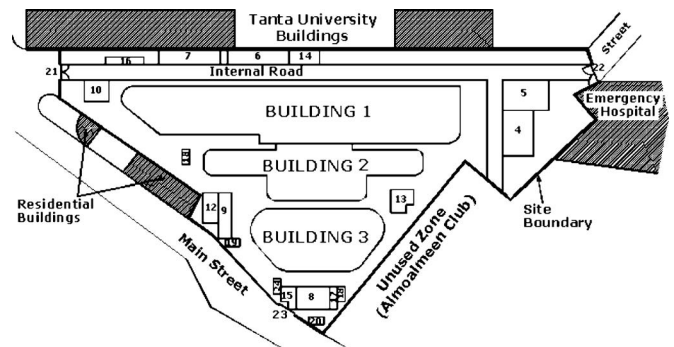 Tanta University
Buildings
Street
16
7
6
14
21
Internal Road
22
10
5
Emergency
Hospital
BUILDING 1
4
BUILDING 2
13
Residential
Buildings
12
9
19
Site
Boundary
BUILDING 3
Main Street
Unused Zone
(Almoalmeen Club)
24
15
8
17
18
23
20